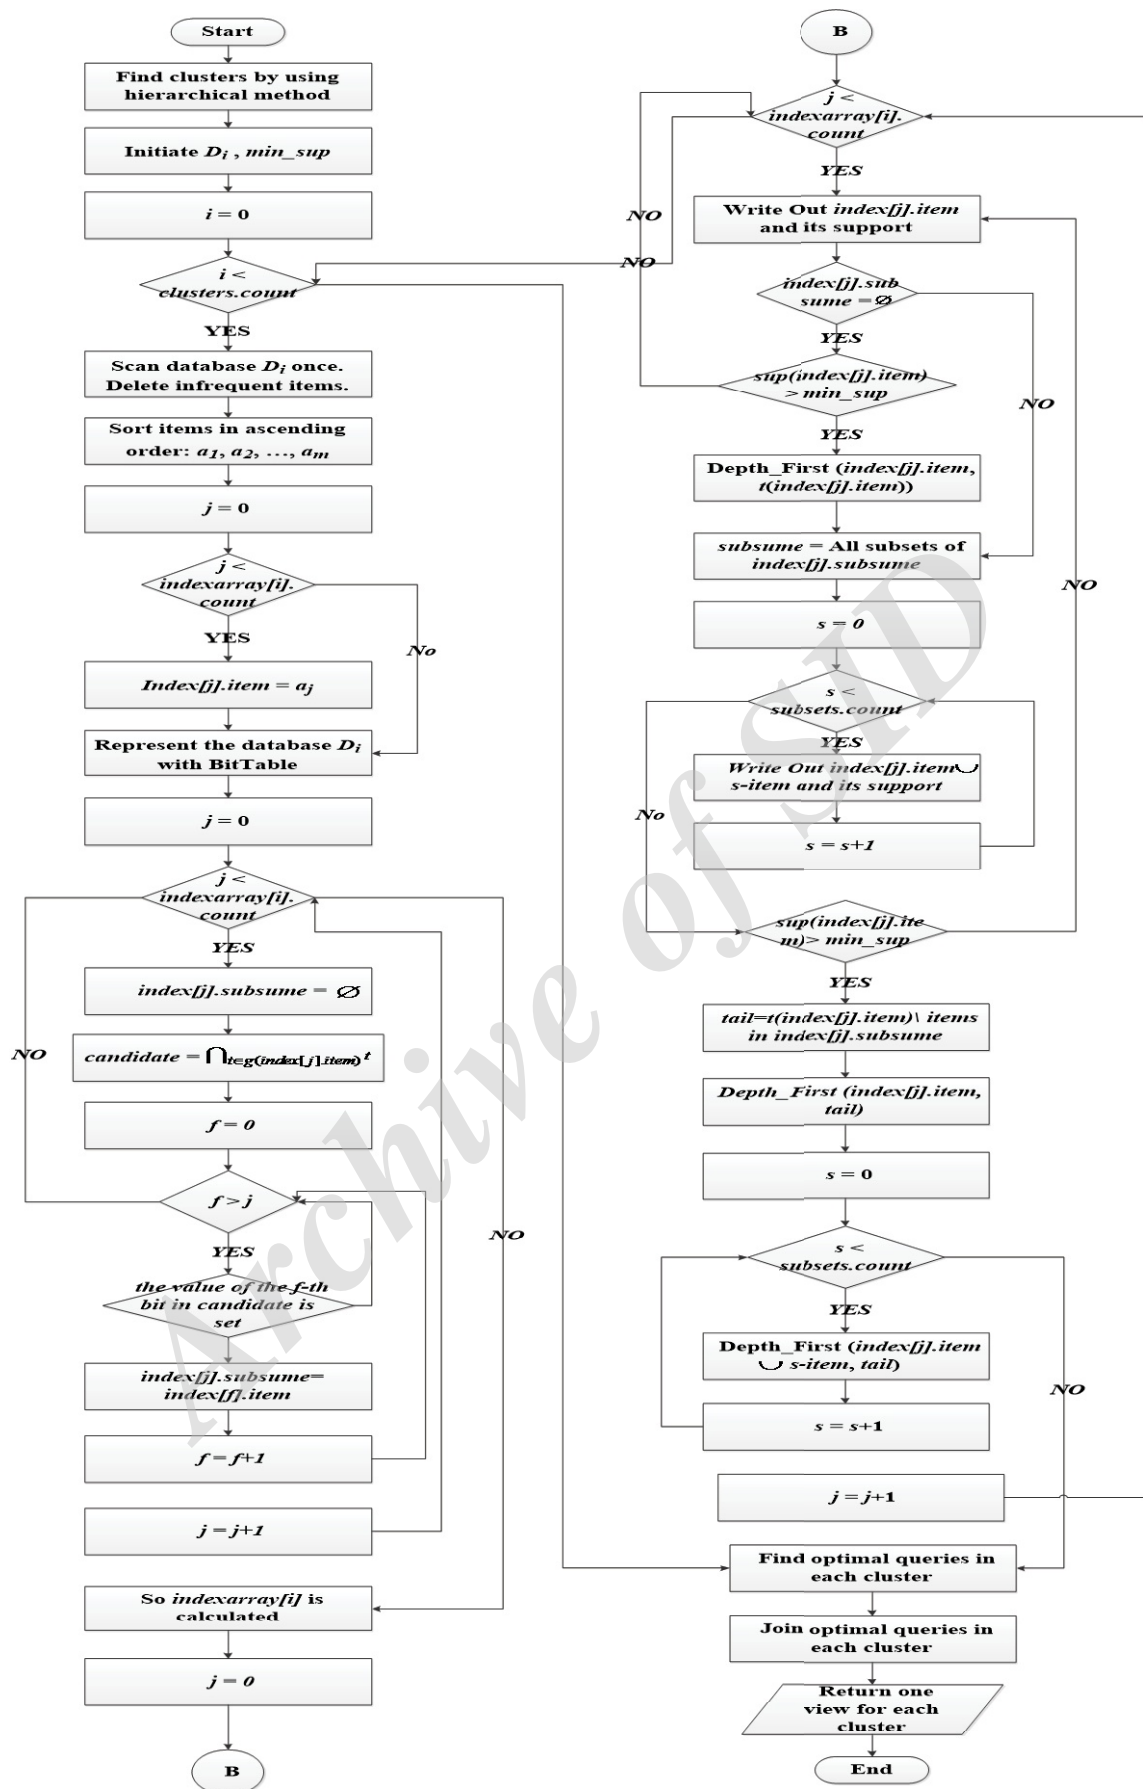 Start
Find clusters by using
hierarchical method
Initiate Di , min_sup
i = 0
i <
clusters.count
YES
Scan database Di once.
Delete infrequent items.
Sort items in ascending
order: a1, a2, …, am
j = 0
j <
indexarray[i].
count
YES
No
Index[j].item = aj
Represent the database Di
with BitTable
j = 0
j <
indexarray[i].
count
YES
index[j].subsume = ∅
NO
candidate = ⋂t∈g(index[j].item) t
f = 0
f > j
NO
YES
the value of the f-th
bit in candidate is
set
index[j].subsume=
index[f].item
f = f+1
j = j+1
So indexarray[i] is
calculated
j = 0
B
B
j <
indexarray[i].
count
YES
NO
Write Out index[j].item
and its support
NO
index[j].sub
sume = ∅
YES
sup(index[j].item)
> min_sup
NO
YES
Depth_First (index[j].item,
t(index[j].item))
subsume = All subsets of
index[j].subsume
NO
s = 0
s <
subsets.count
YES
Write Out index[j].item∪
s-item and its support
No
s = s+1
sup(index[j].ite
m)> min_sup
YES
tail=t(index[j].item)\ items
in index[j].subsume
Depth_First (index[j].item,
tail)
s = 0
s <
subsets.count
YES
Depth_First (index[j].item
∪ s-item, tail)
NO
s = s+1
j = j+1
Find optimal queries in
each cluster
Join optimal queries in
each cluster
Return one
view for each
cluster
End
Archive of SID